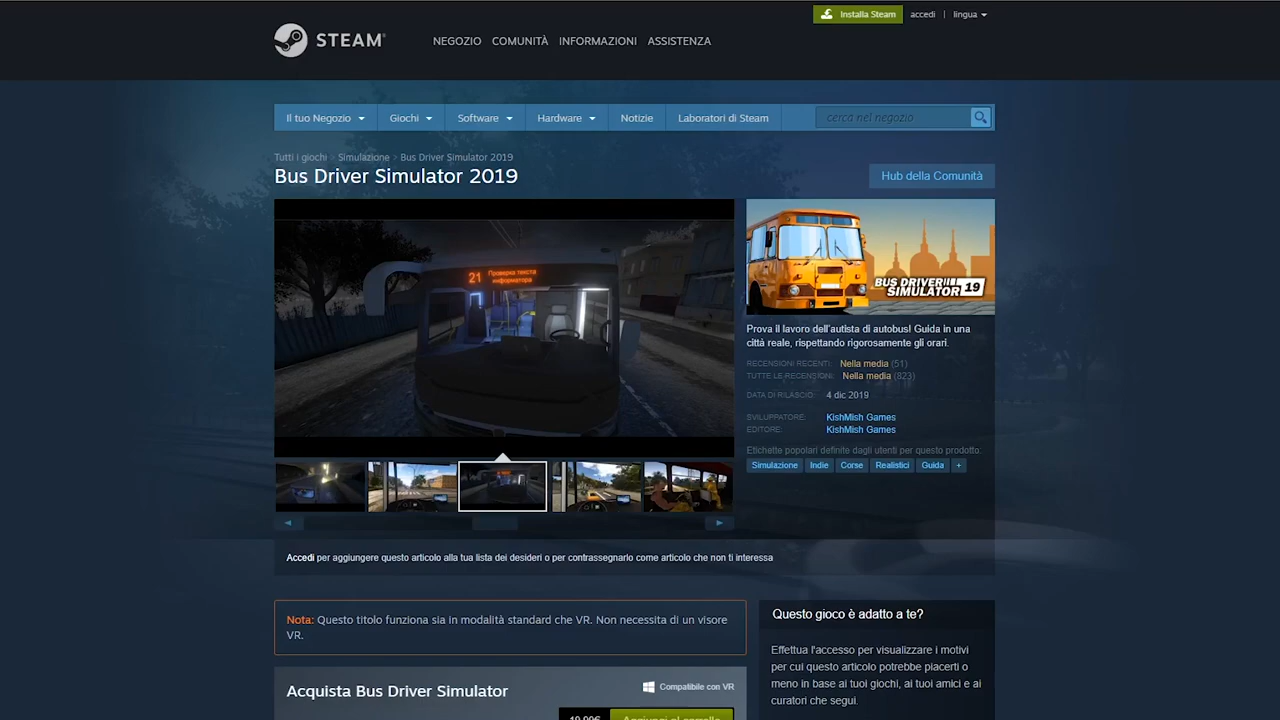 Installa Steam accedi | lingua
STEAM®
NEGOZIO COMUNITÀ INFORMAZIONI ASSISTENZA
Il tuo Negozio Giochi Software Hardware Notizie Laboratori di Steam cerca nel negozio
Tutti i giochi > Simulazione > Bus Driver Simulator 2019
Bus Driver Simulator 2019
Hub della Comunità
21 Проверка текста
информатора
BUS DRIVER
SIMULATOR 19
Prova il lavoro dell'autista di autobus! Guida in una
città reale, rispettando rigorosamente gli orari.
RECENSIONI RECENTI: Nella media (51)
TUTTE LE RECENSIONI: Nella media (823)
DATA DI RILASCIO: 4 dic 2019
SVILUPPATORE: KishMish Games
EDITORE: KishMish Games
Etichette popolari definite dagli utenti per questo prodotto:
Simulazione Indie Corse Realistici Guida +
Accedi per aggiungere questo articolo alla tua lista dei desideri o per contrassegnarlo come articolo che non ti interessa
Nota: Questo titolo funziona sia in modalità standard che VR. Non necessita di un visore
VR.
Questo gioco è adatto a te?
Effettua l'accesso per visualizzare i motivi
per cui questo articolo potrebbe piacerti o
meno in base ai tuoi giochi, ai tuoi amici e ai
curatori che segui.
Acquista Bus Driver Simulator
Compatibile con VR
19,99€ Aggiungi al carrello